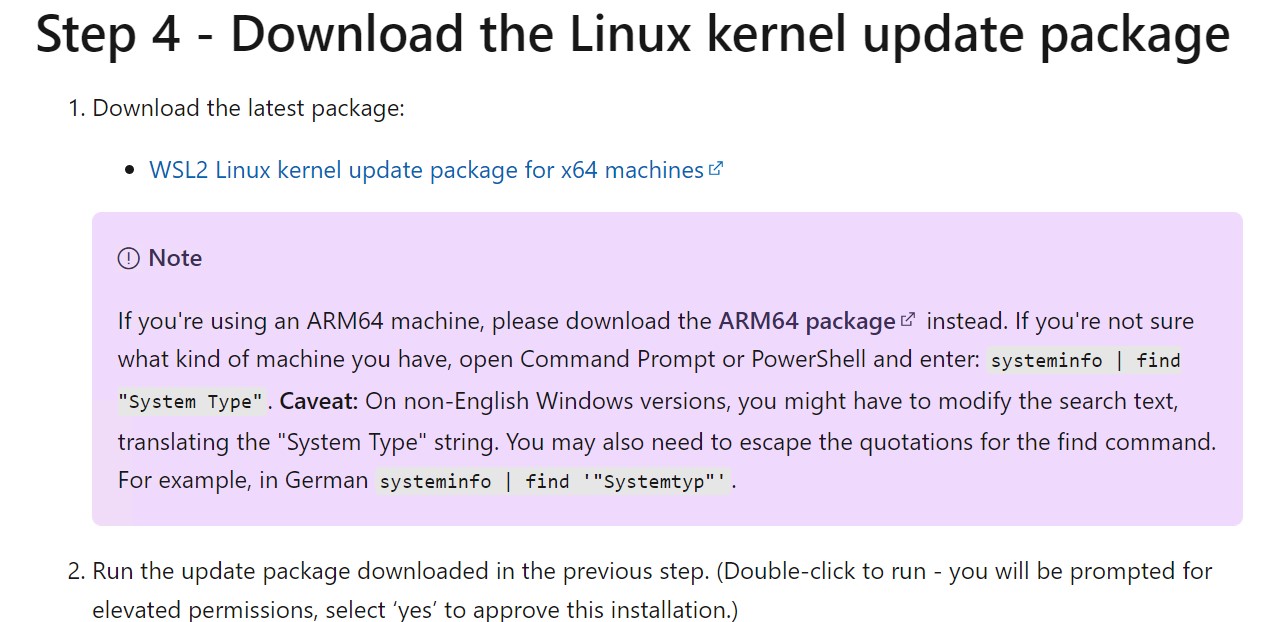 Step 4 - Download the Linux kernel update package
1. Download the latest package:
• WSL2 Linux kernel update package for x64 machines
Note
If you're using an ARM64 machine, please download the ARM64 package instead. If you're not sure
what kind of machine you have, open Command Prompt or PowerShell and enter: systeminfo | find
"System Type". Caveat: On non-English Windows versions, you might have to modify the search text,
translating the "System Type" string. You may also need to escape the quotations for the find command.
For example, in German systeminfo | find '"Systemtyp"'.
2. Run the update package downloaded in the previous step. (Double-click to run - you will be prompted for
elevated permissions, select ‘yes’ to approve this installation.)